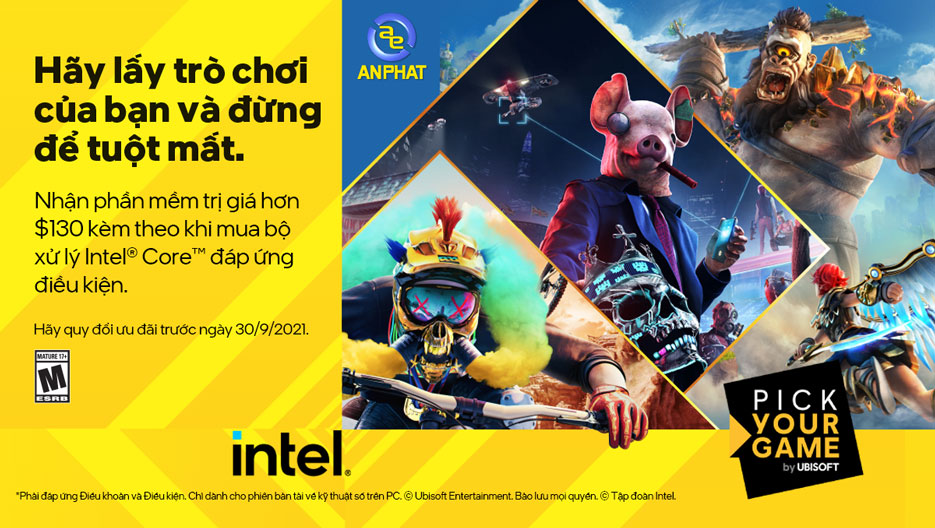 Hãy lấy trò chơi
của bạn và đừng
để tuột mất.
Nhận phần mềm trị giá hơn
$130 kèm theo khi mua bộ
xử lý Intel® Core™ đáp ứng
điều kiện.
Hãy quy đổi ưu đãi trước ngày 30/9/2021.
MATURE 17+
M
ESRB
ae
ANPHAT
PICK
YOUR
GAME
by UBISOFT
intel®
*Phải đáp ứng Điều khoản và Điều kiện. Chỉ dành cho phiên bản tải về kỹ thuật số trên PC. © Ubisoft Entertainment. Bảo lưu mọi quyền. © Tập đoàn Intel.